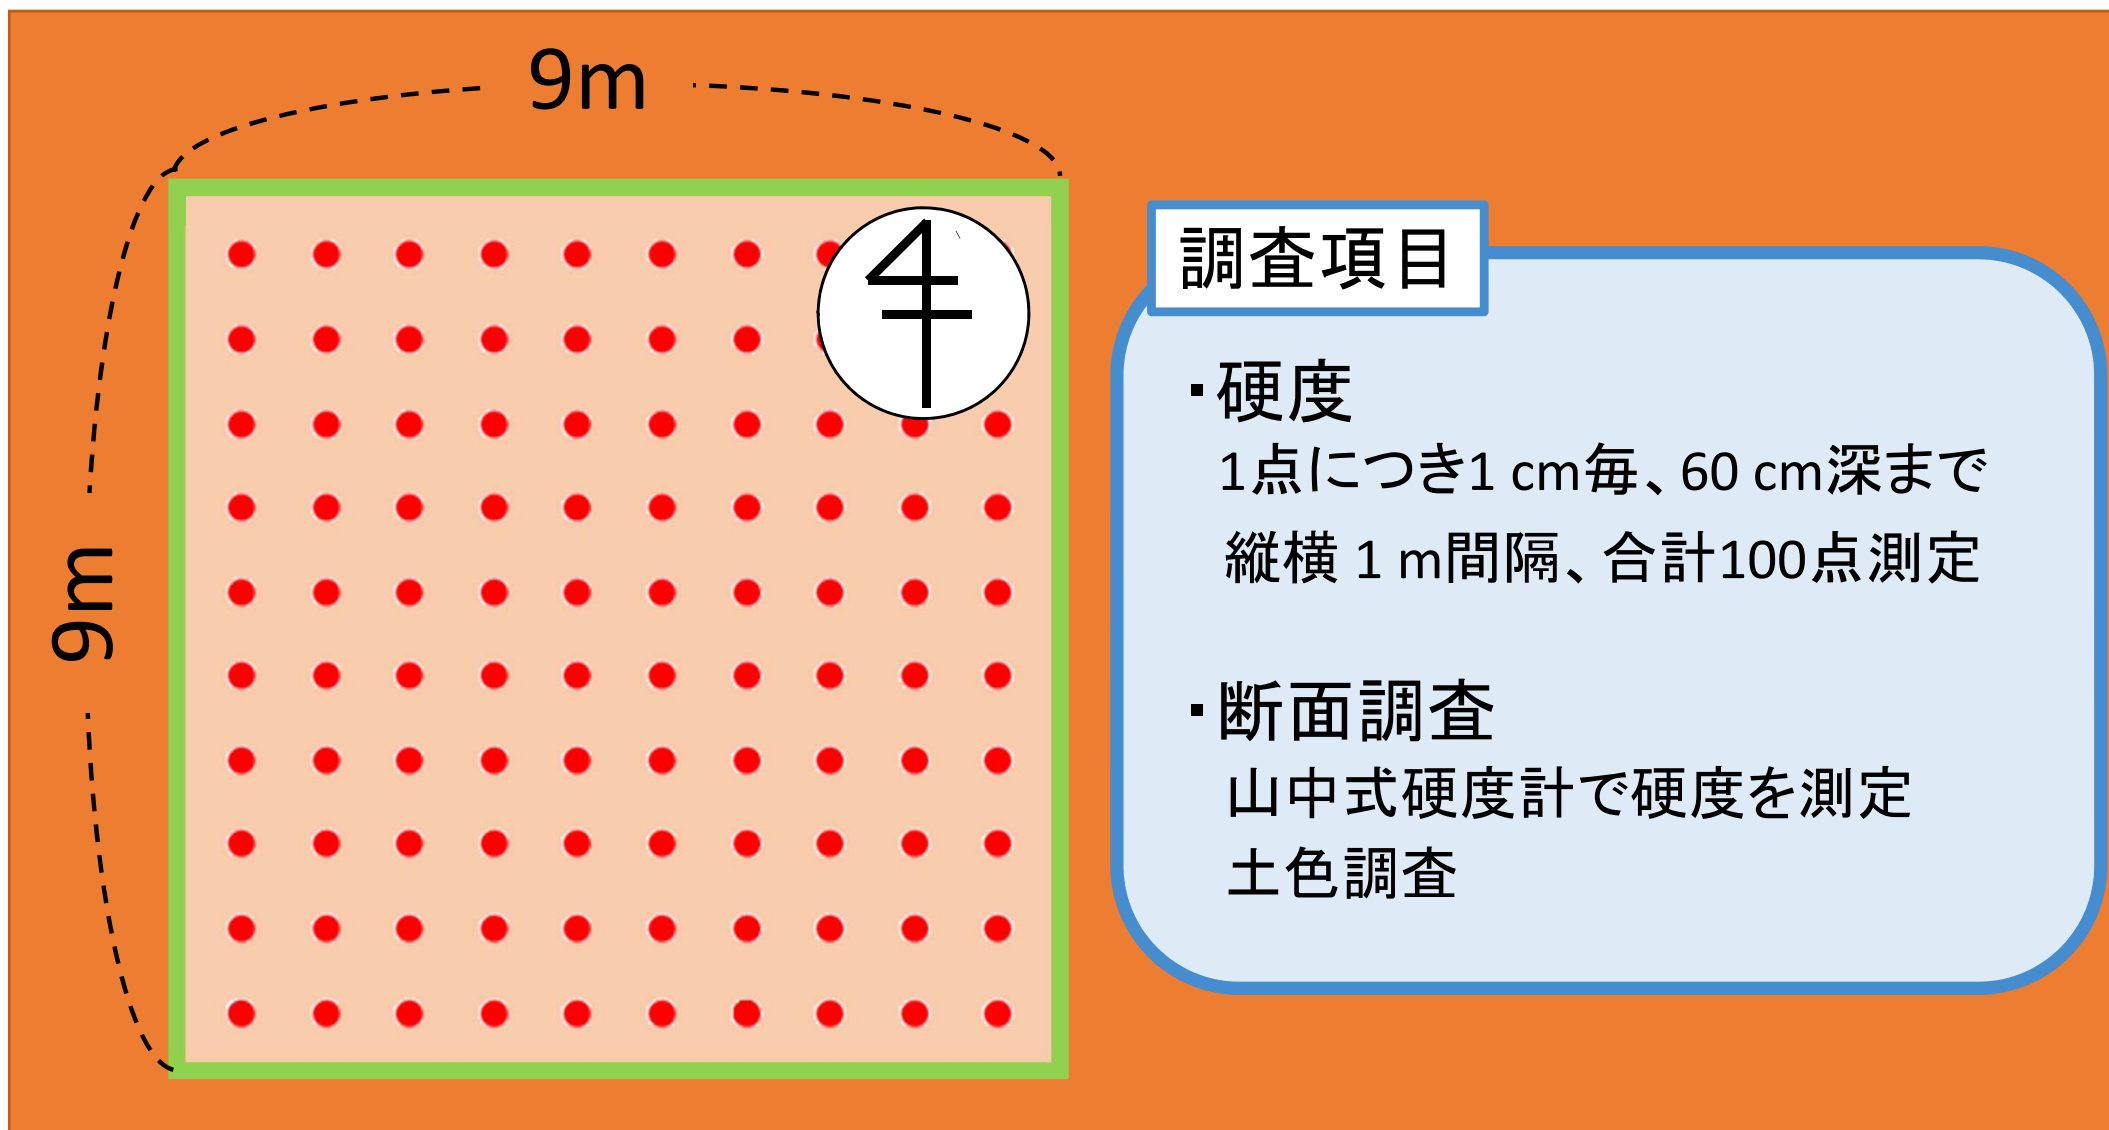 9m
9m
調査項目
・硬度
1点につき1 cm毎、60 cm深まで
縦横 1 m間隔、合計100点測定
・断面調査
山中式硬度計で硬度を測定
土色調査